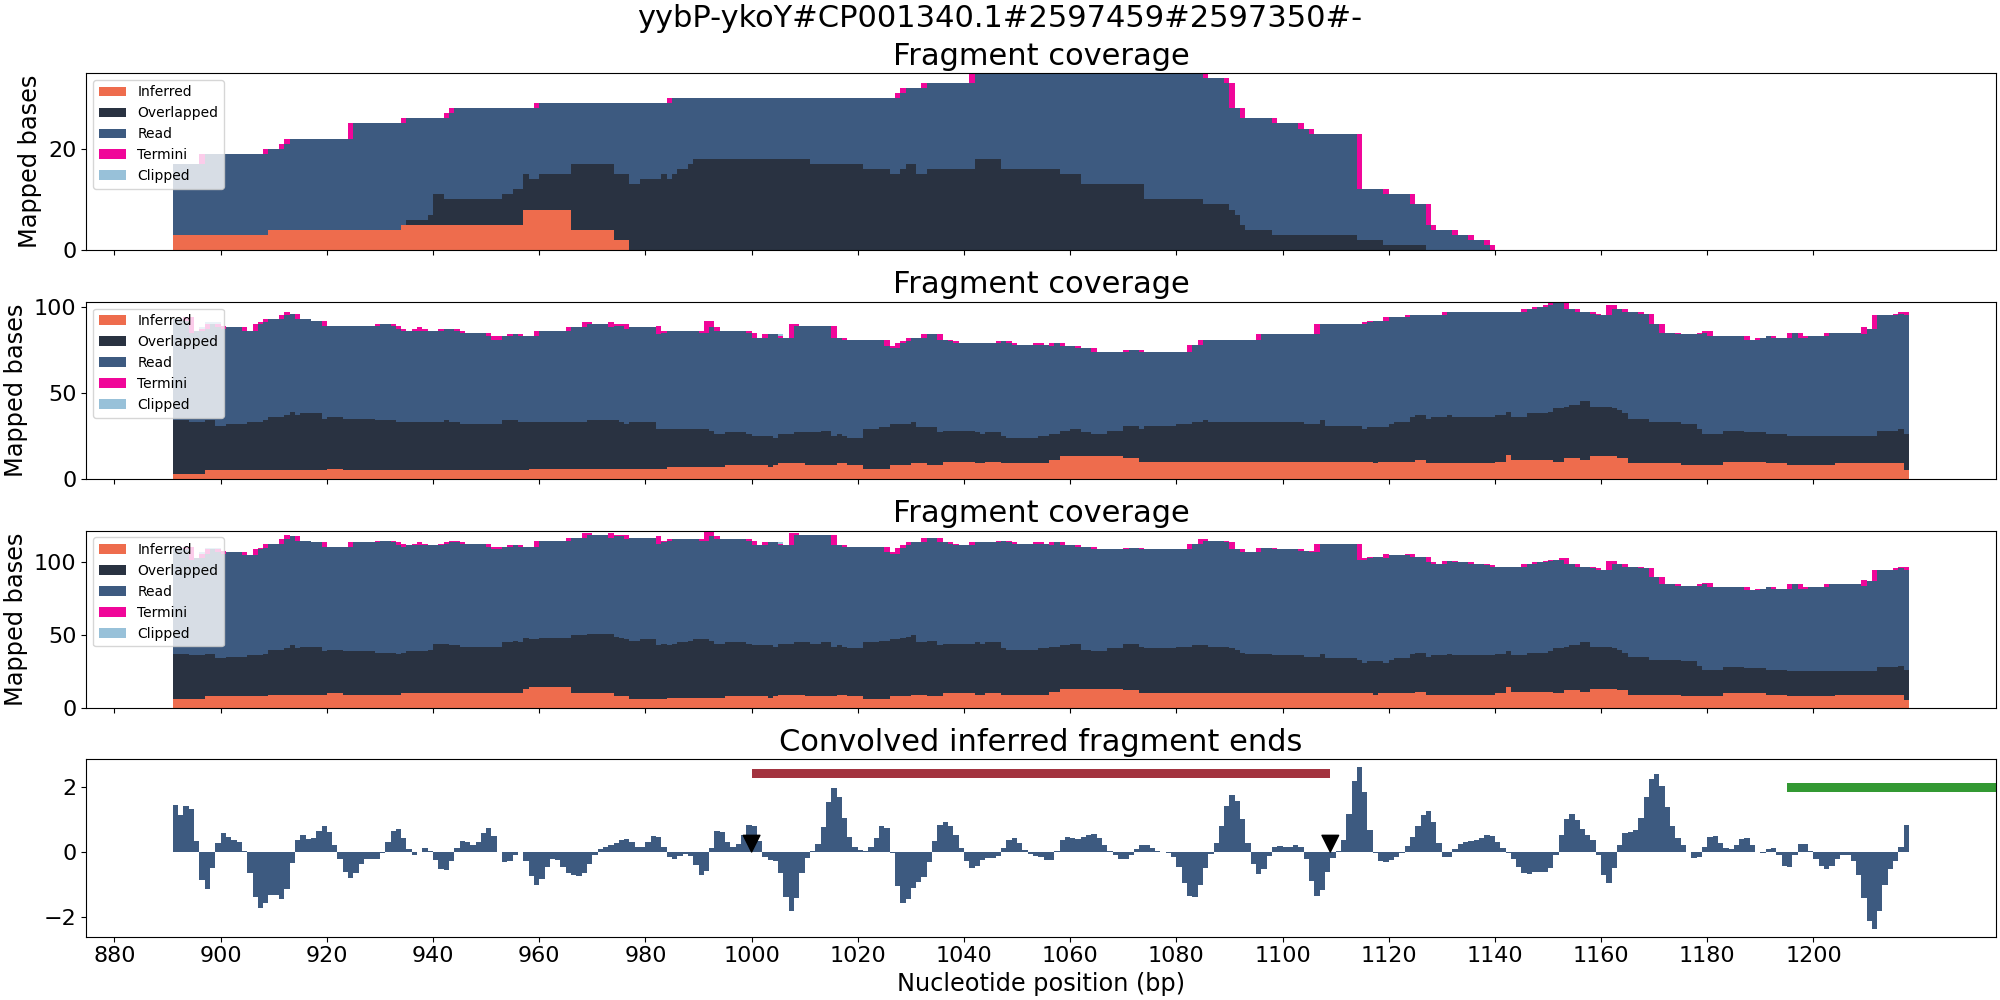 yybP-ykoY#CP001340.1#2597459#2597350#-
Fragment coverage
Mapped bases
20
0
Inferred
Overlapped
Read
Termini
Clipped
Fragment coverage
Mapped bases
100
50
0
Inferred
Overlapped
Read
Termini
Clipped
Fragment coverage
Mapped bases
100
50
0
Inferred
Overlapped
Read
Termini
Clipped
Convolved inferred fragment ends
2
0
−2
880 900 920 940 960 980 1000 1020 1040 1060 1080 1100 1120 1140 1160 1180 1200
Nucleotide position (bp)